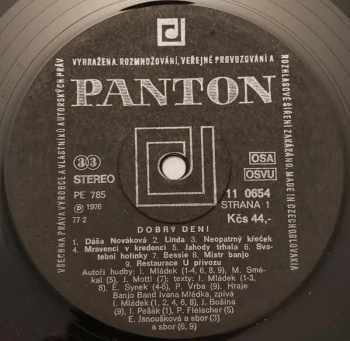 VYHRAŽENA. ROZMNOŽOVÁNÍ, VEŘEJNÉ PROVOZOVÁNÍ A
ROZHLASOVÉ ŠÍŘENÍ ZAKÁZÁNO. MADE IN CZECHOSLOVAKIA
VŠECHNA PRÁVA VÝROBCE A VLASTNÍKŮ AUTORSKÝCH PRÁV
PANTON
33
STEREO
PE 785
℗ 1976
77 2
OSA
OSVU
11 0654
STRANA 1
Kčs 44,-
DOBRÝ DEN!
1. Dáša Nováková 2. Linda 3. Neopatrný křeček
4. Mravenci v kredenci 5. Jahody trhala 6. Sva-
tební holinky 7. Bessie 8. Mistr banjo
9. Restaurace U přívozu
Autoři hudby: I. Mládek (1-4, 6, 8, 9), M. Smé-
kal (5), J. Mottl (7); texty: I. Mládek (1-3,
8), E. Synek (4-6), P. Vrba (9). Hraje
Banjo Band Ivana Mládka, zpívá
I. Mládek (1, 2, 4, 6, 8), J. Bošina
(9), I. Pešák (1), P. Fleischer (5),
E. Jancušková a sbor (3)
a sbor (6, 9)